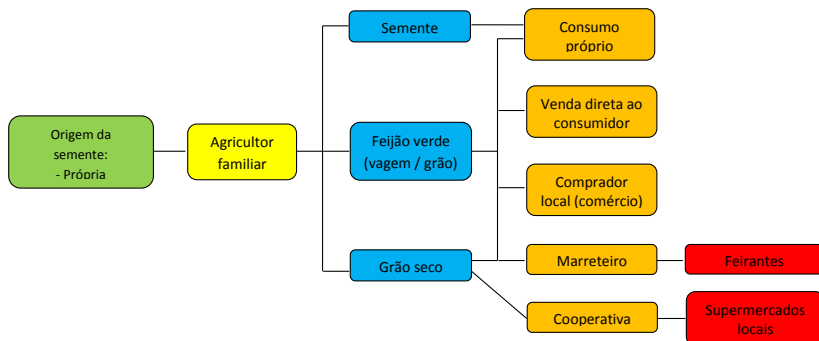 Origem da
semente:
- Própria
Agricultor
familiar
Semente
Feijão verde
(vagem / grão)
Grão seco
Consumo
próprio
Venda direta ao
consumidor
Comprador
local (comércio)
Marreteiro
Cooperativa
Feirantes
Supermercados
locais